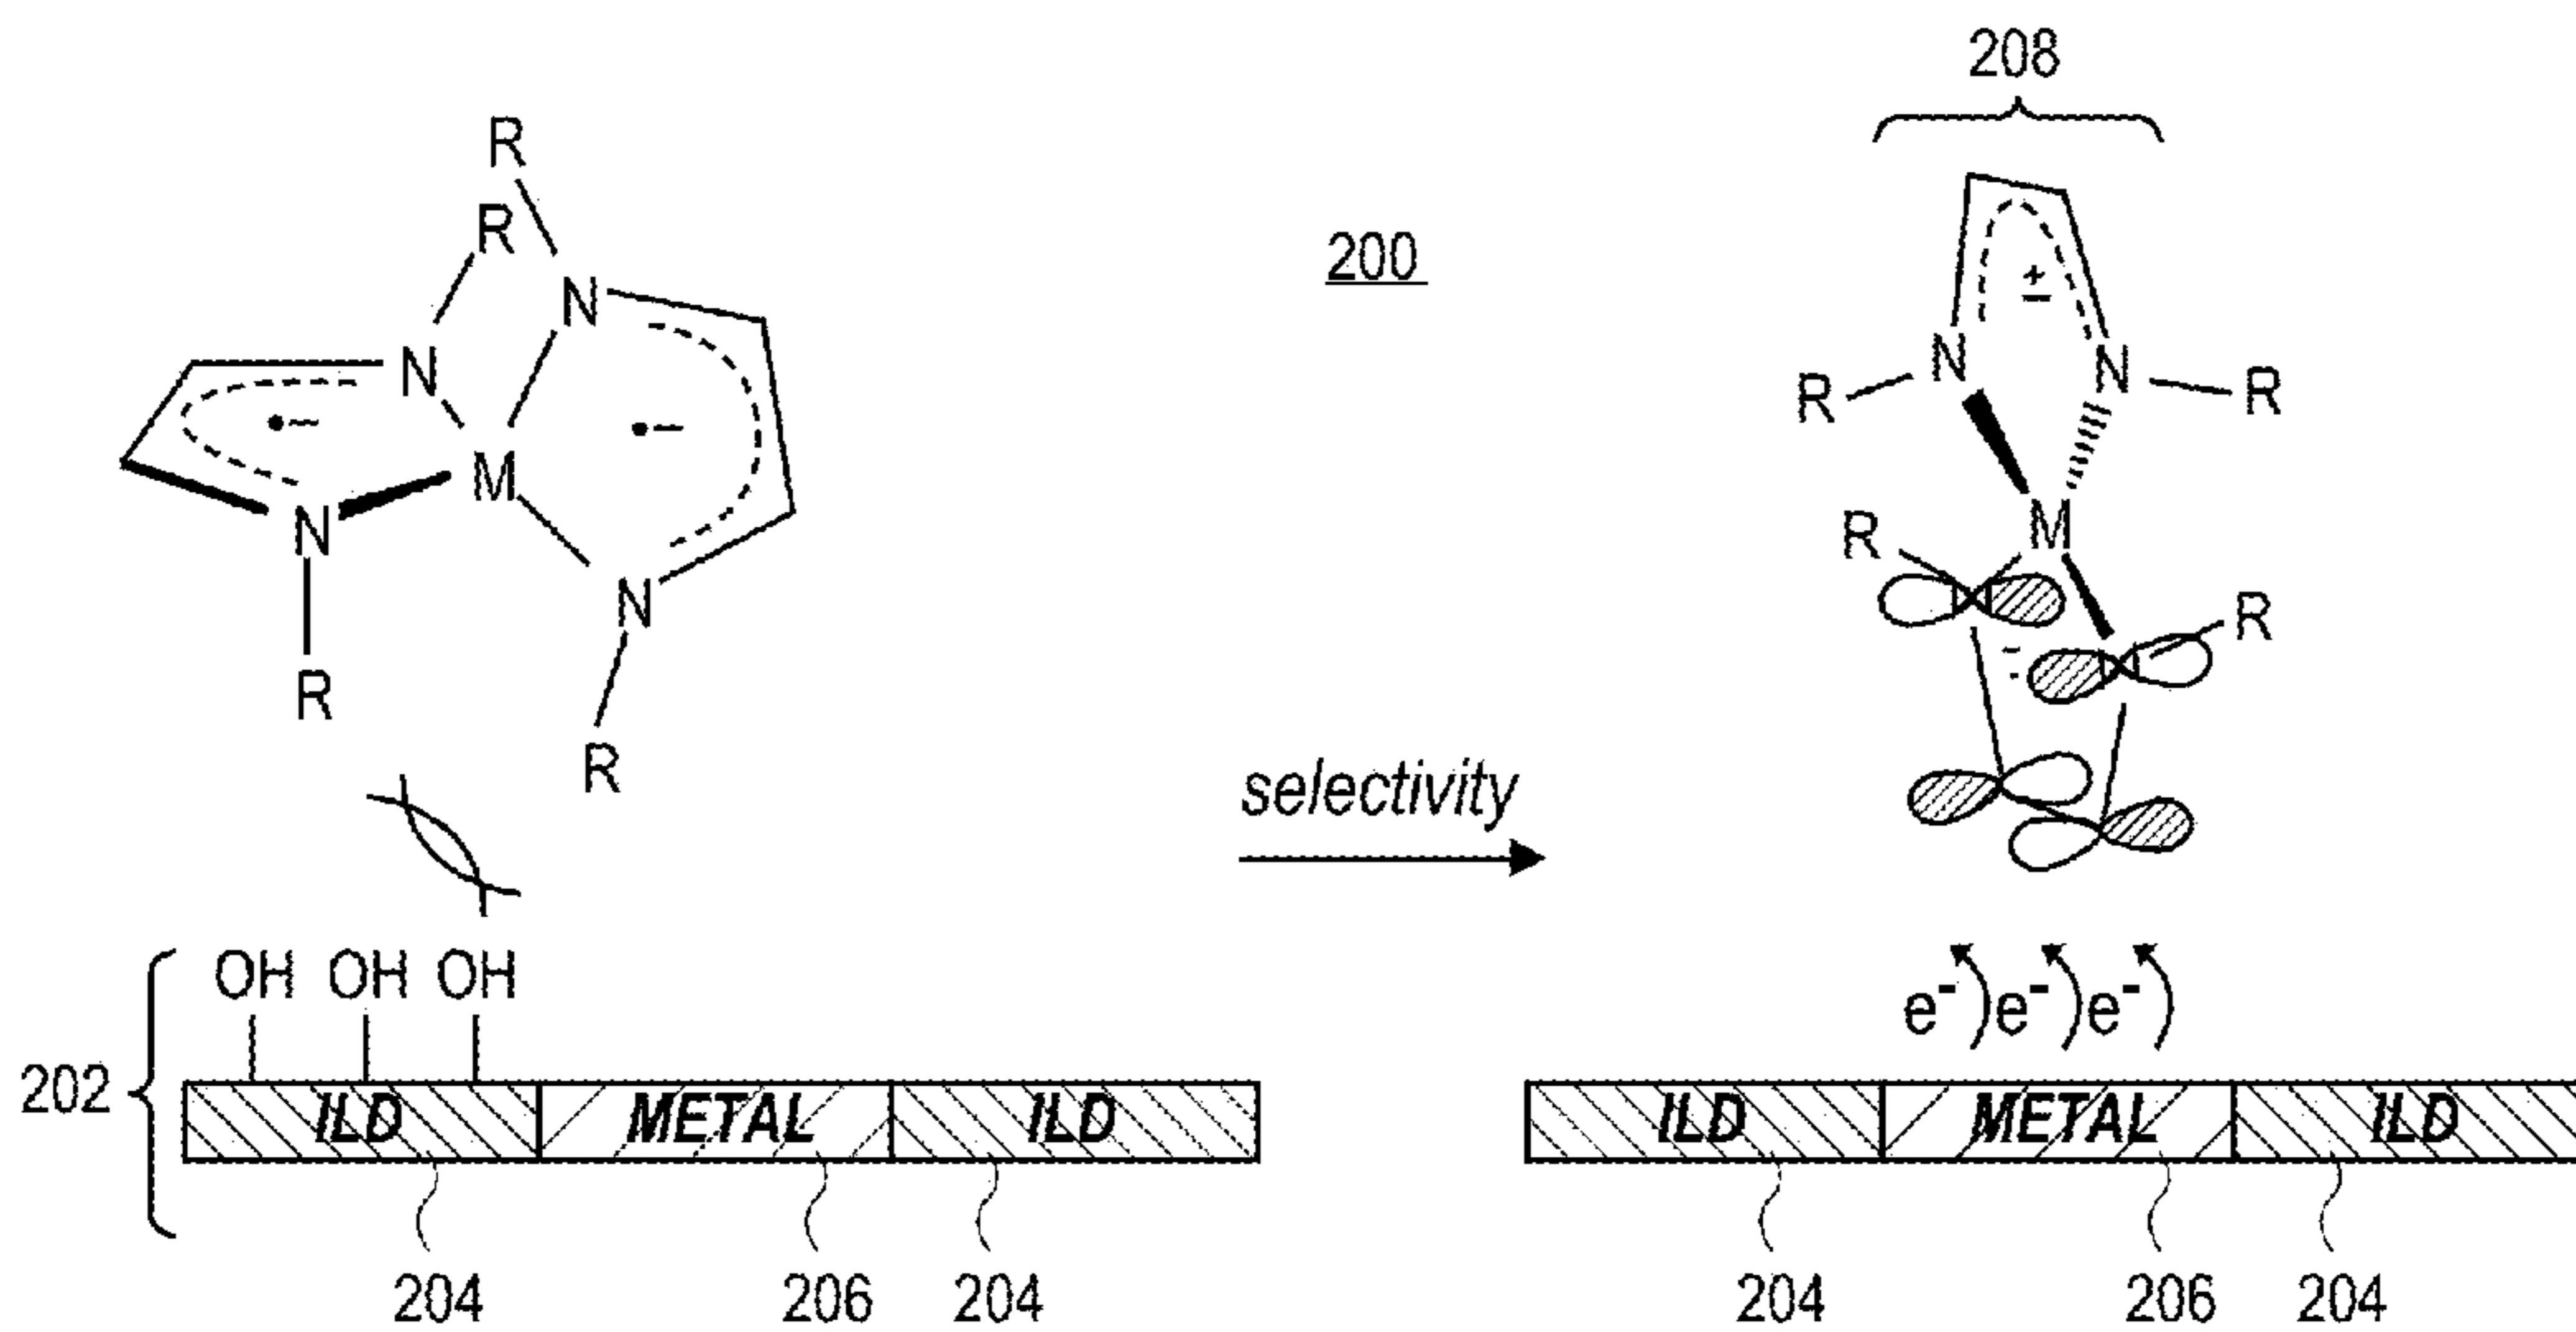 208
R
R
200
N
N
N
N
R
R
M
M
N
N
R
R
R
R
selectivity
OH OH OH
e- e- e-
202
ILD METAL ILD
ILD METAL ILD
204 206 204
204 206 204